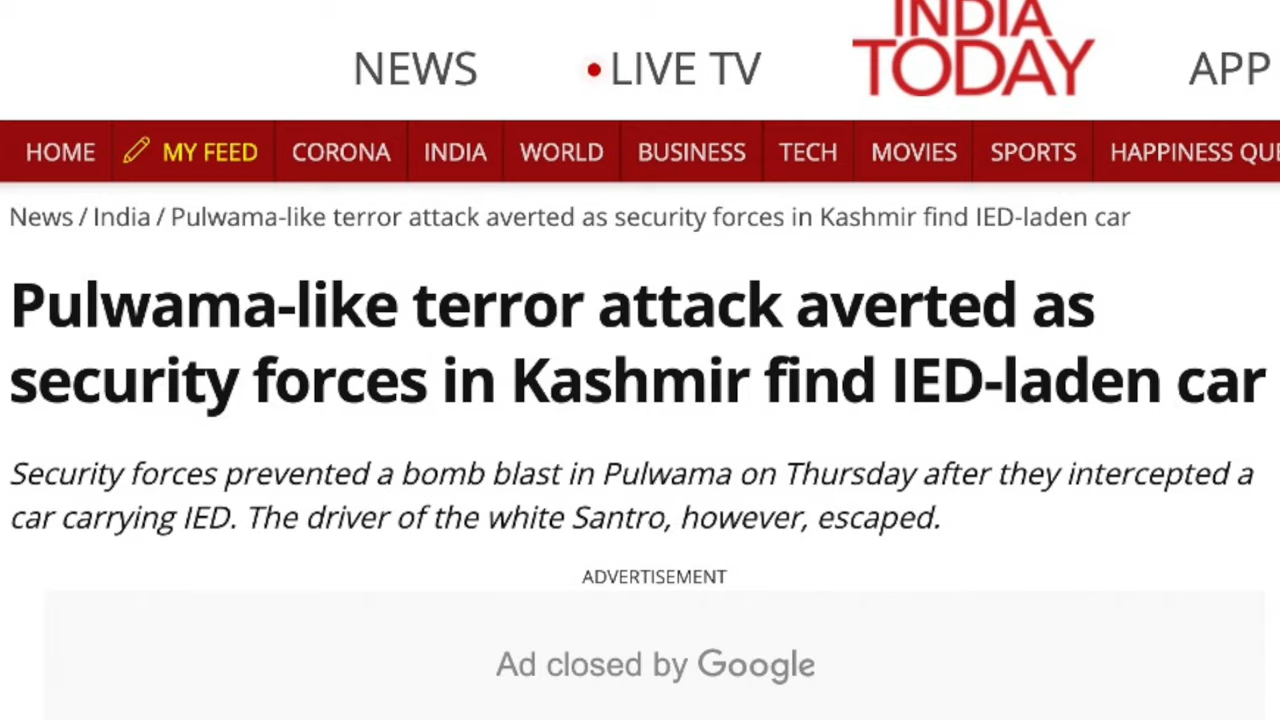 INDIA
NEWS • LIVE TV TODAY APP
HOME MY FEED CORONA INDIA WORLD BUSINESS TECH MOVIES SPORTS HAPPINESS QUE
News / India / Pulwama-like terror attack averted as security forces in Kashmir find IED-laden car
Pulwama-like terror attack averted as
security forces in Kashmir find IED-laden car
Security forces prevented a bomb blast in Pulwama on Thursday after they intercepted a
car carrying IED. The driver of the white Santro, however, escaped.
ADVERTISEMENT
Ad closed by Google